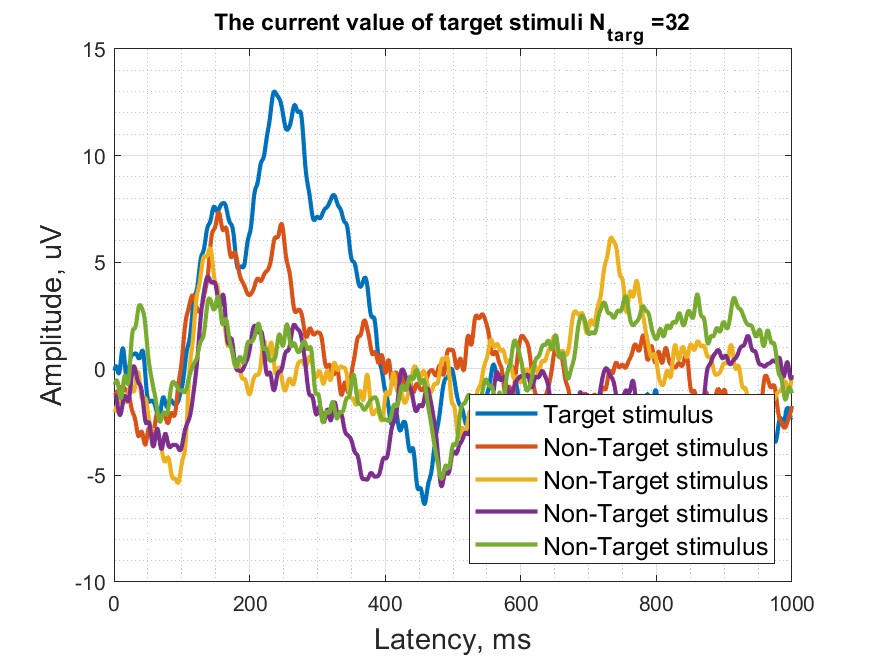 The current value of target stimuli N_targ =32
15
10
5
0
-5
-10
Amplitude, uV
Target stimulus
Non-Target stimulus
Non-Target stimulus
Non-Target stimulus
Non-Target stimulus
0 200 400 600 800 1000
Latency, ms